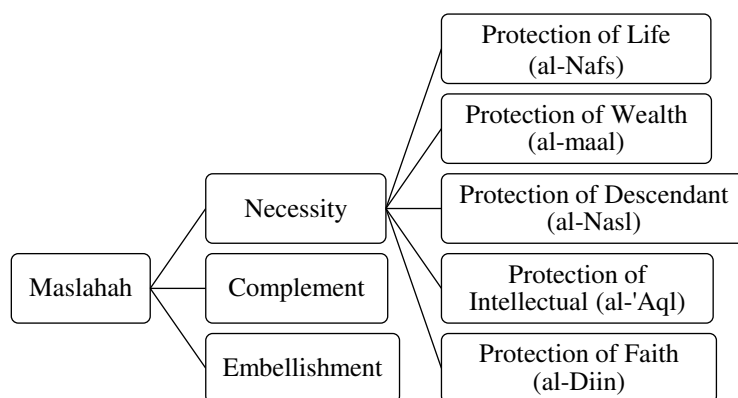 Maslahah
Necessity
Complement
Embellishment
Protection of Life
(al-Nafs)
Protection of Wealth
(al-maal)
Protection of Descendant
(al-Nasl)
Protection of
Intellectual (al-'Aql)
Protection of Faith
(al-Diin)